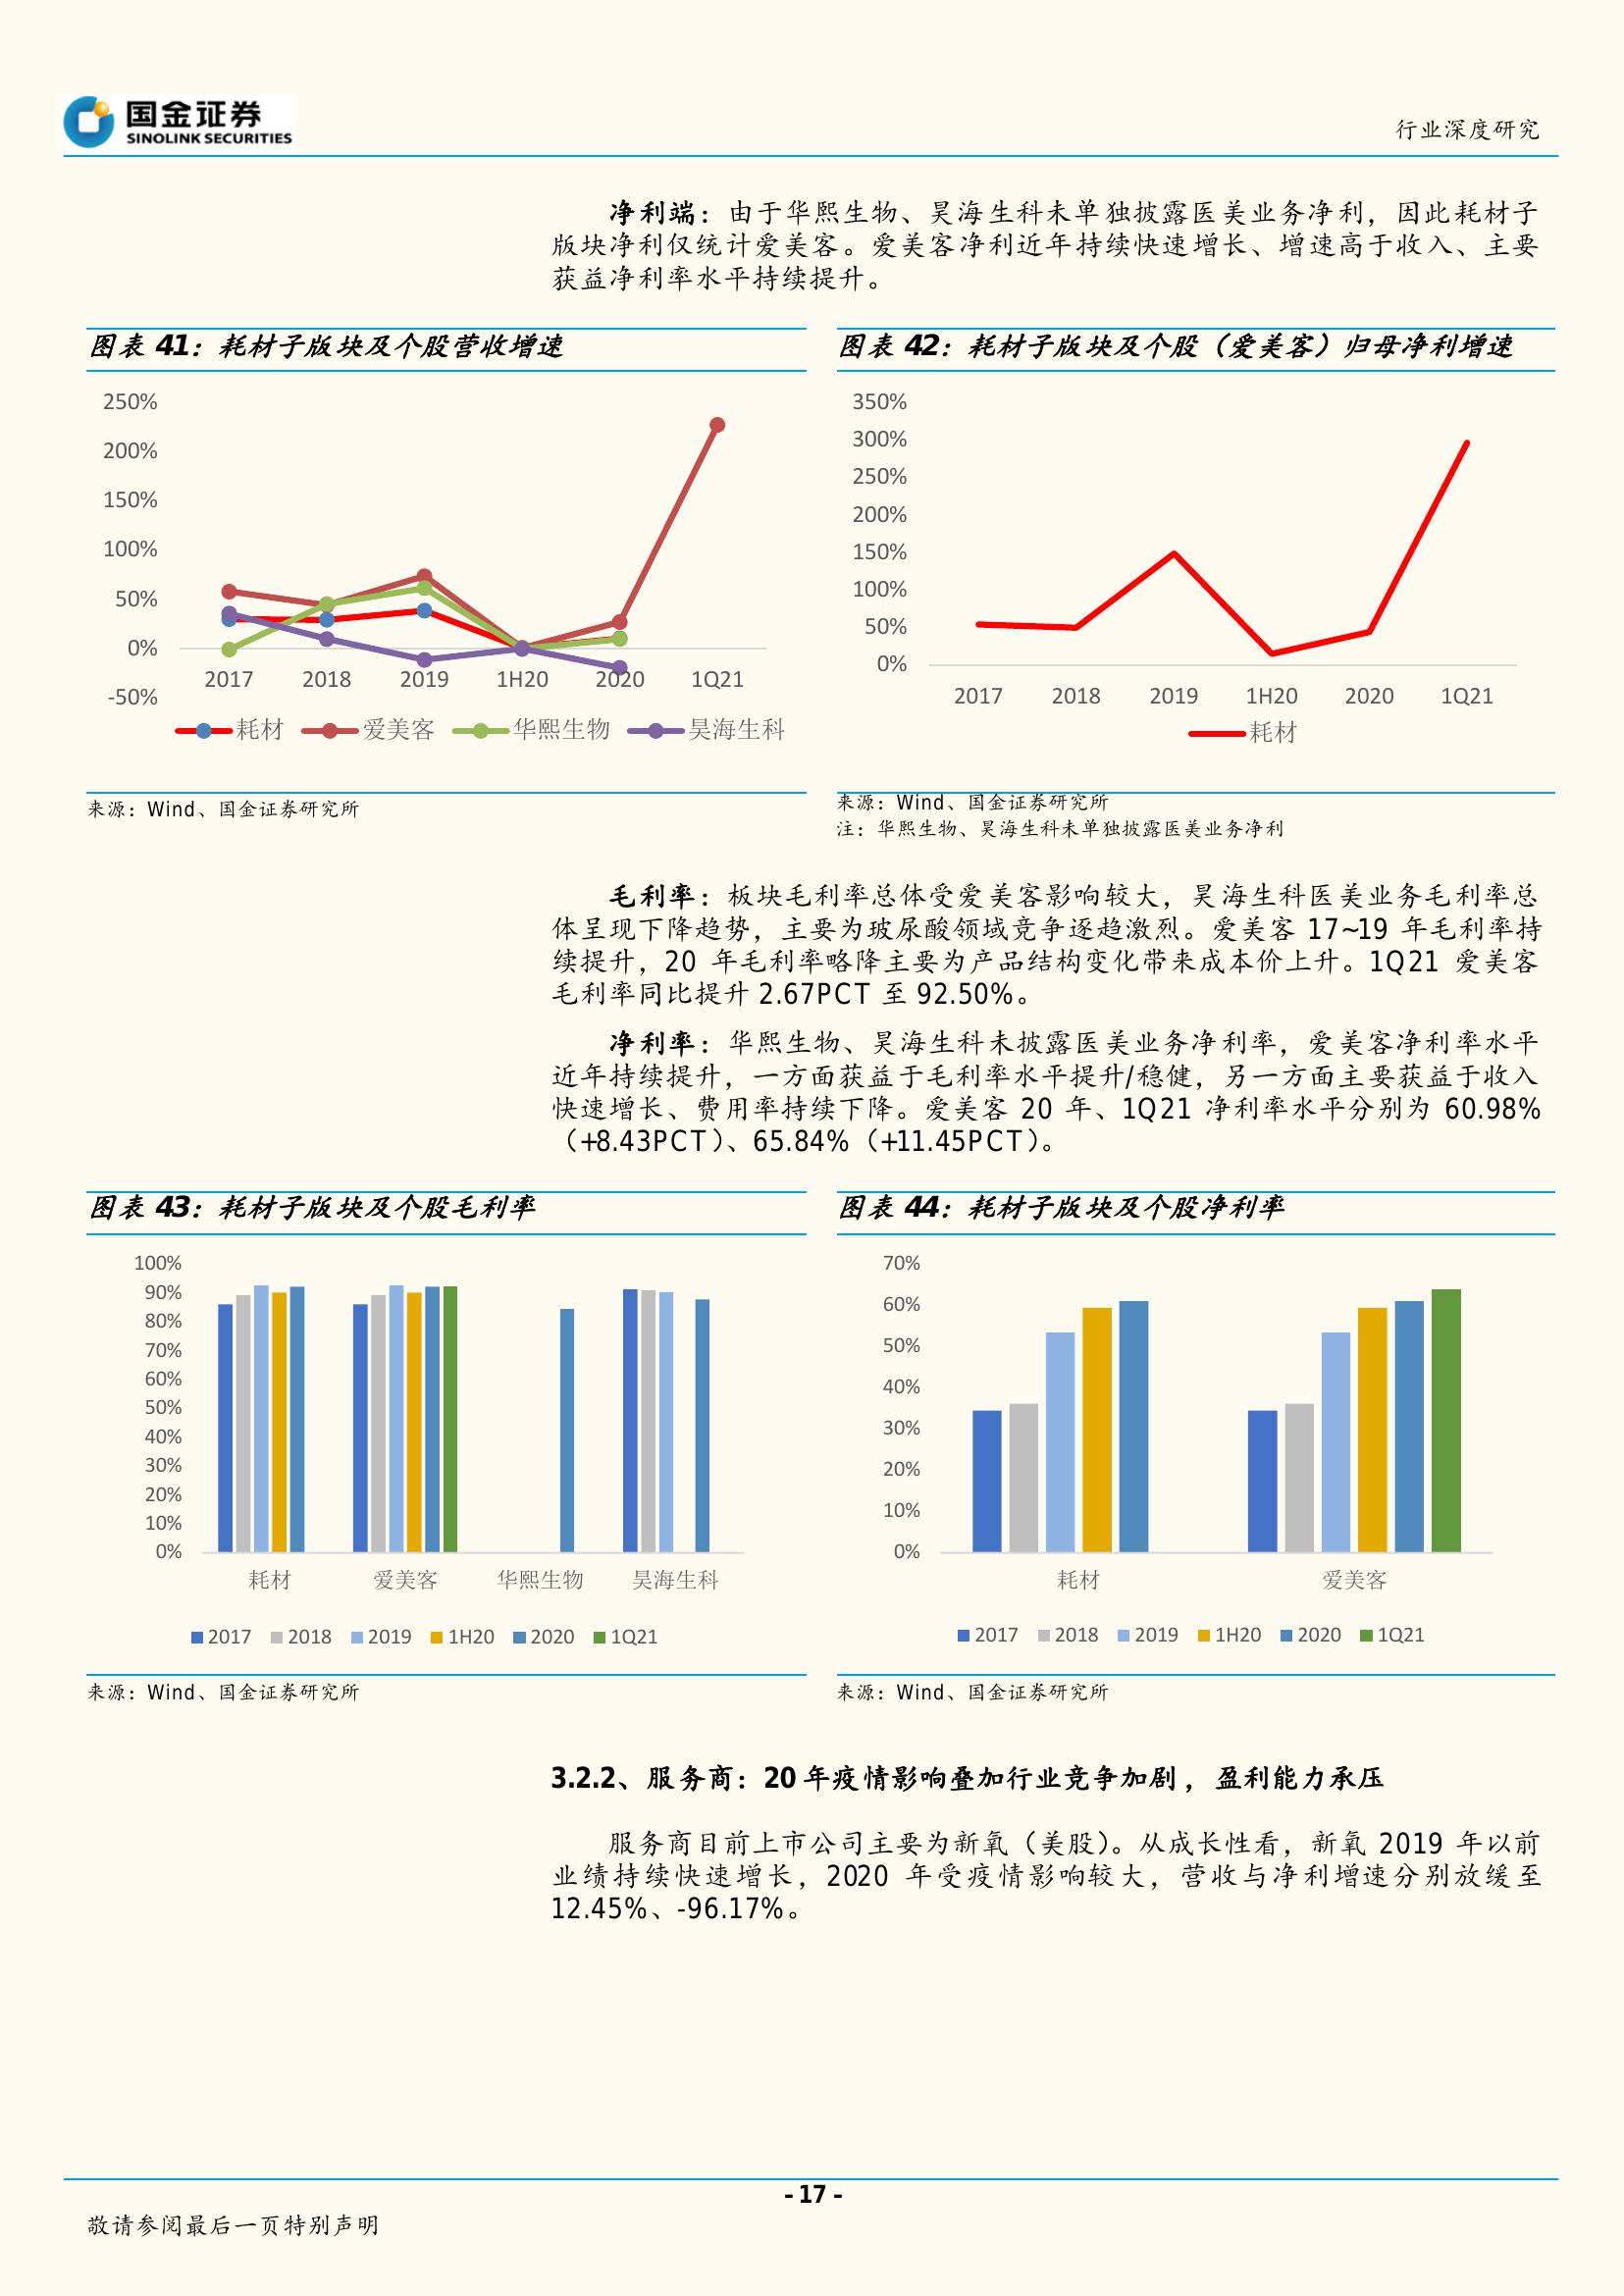 国金证券
SINOLINK SECURITIES
行业深度研究
净利端：由于华熙生物、昊海生科未单独披露医美业务净利，因此耗材子
版块净利仅统计爱美客。爱美客净利近年持续快速增长、增速高于收入、主要
获益净利率水平持续提升。
图表 41：耗材子版块及个股营收增速
250%
200%
150%
100%
50%
0%
-50%
2017 2018 2019 1H20 2020 1Q21
耗材 爱美客 华熙生物 昊海生科
来源：Wind、国金证券研究所
图表 42：耗材子版块及个股（爱美客）归母净利增速
350%
300%
250%
200%
150%
100%
50%
0%
2017 2018 2019 1H20 2020 1Q21
耗材
来源：Wind、国金证券研究所
注：华熙生物、昊海生科未单独披露医美业务净利
毛利率：板块毛利率总体受爱美客影响较大，昊海生科医美业务毛利率总
体呈现下降趋势，主要为玻尿酸领域竞争逐趋激烈。爱美客 17~19 年毛利率持
续提升，20 年毛利率略降主要为产品结构变化带来成本价上升。1Q21 爱美客
毛利率同比提升 2.67PCT 至 92.50%。
净利率：华熙生物、昊海生科未披露医美业务净利率，爱美客净利率水平
近年持续提升，一方面获益于毛利率水平提升/稳健，另一方面主要获益于收入
快速增长、费用率持续下降。爱美客 20 年、1Q21 净利率水平分别为 60.98%
（+8.43PCT）、65.84%（+11.45PCT）。
图表 43：耗材子版块及个股毛利率
100%
90%
80%
70%
60%
50%
40%
30%
20%
10%
0%
耗材 爱美客 华熙生物 昊海生科
2017 2018 2019 1H20 2020 1Q21
来源：Wind、国金证券研究所
图表 44：耗材子版块及个股净利率
70%
60%
50%
40%
30%
20%
10%
0%
耗材 爱美客
2017 2018 2019 1H20 2020 1Q21
来源：Wind、国金证券研究所
3.2.2、服务商：20 年疫情影响叠加行业竞争加剧，盈利能力承压
服务商目前上市公司主要为新氧（美股）。从成长性看，新氧 2019 年以前
业绩持续快速增长，2020 年受疫情影响较大，营收与净利增速分别放缓至
12.45%、-96.17%。
- 17 -
敬请参阅最后一页特别声明